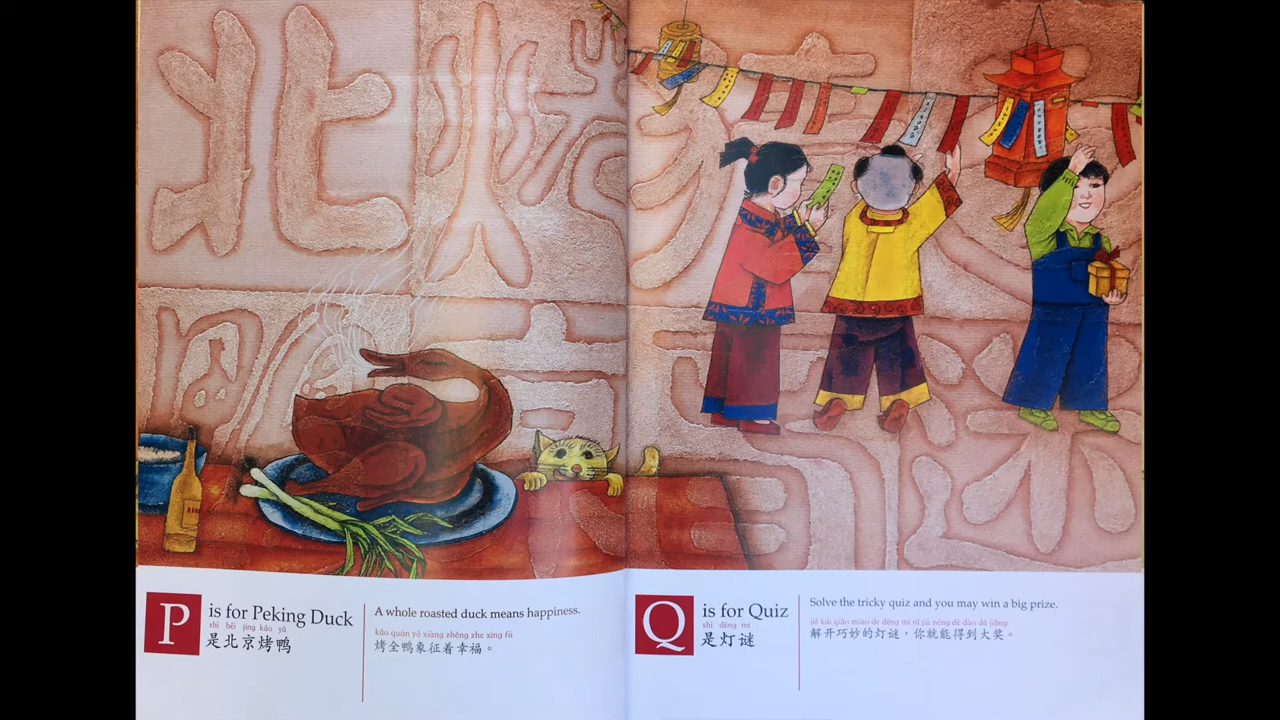 P
is for Peking Duck
shì běi jīng kǎo yā
是北京烤鸭
A whole roasted duck means happiness.
kǎo quán yā xiàng zhēng zhe xìng fú
烤全鸭象征着幸福。
Q
is for Quiz
shì dēng mí
是灯谜
Solve the tricky quiz and you may win a big prize.
jiě kāi qiǎo miào de dēng mí nǐ jiù néng dé dào dà jiǎng
解开巧妙的灯谜，你就能得到大奖。